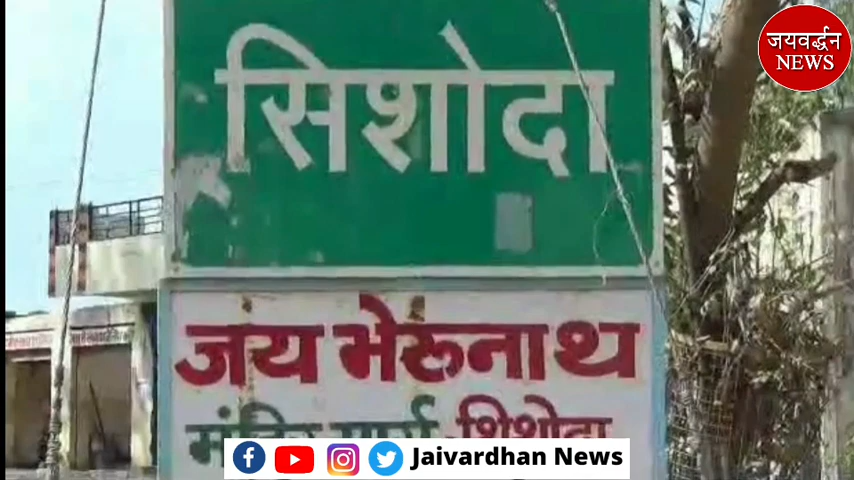 जयवर्द्धन
NEWS
सिशोदा
जय भेरूनाथ
मंदिर मार्ग शिशोदा
Jaivardhan News